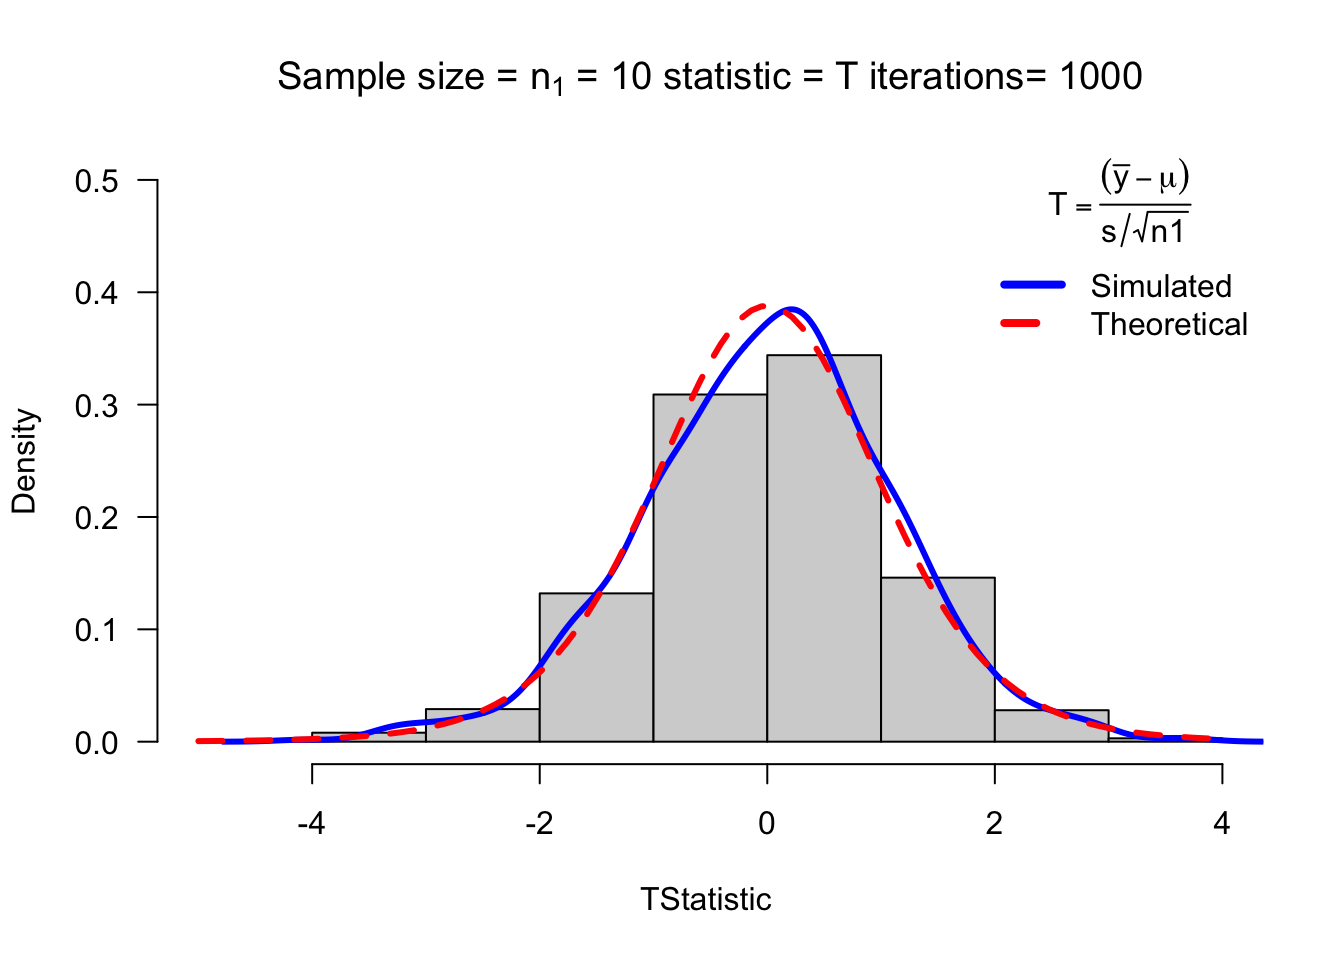 Sample size = n₁ = 10 statistic = T iterations= 1000
T = (y̅ − μ) / s/√n1
Simulated
Theoretical
Density
0.5
0.4
0.3
0.2
0.1
0.0
-4 -2 0 2 4
TStatistic